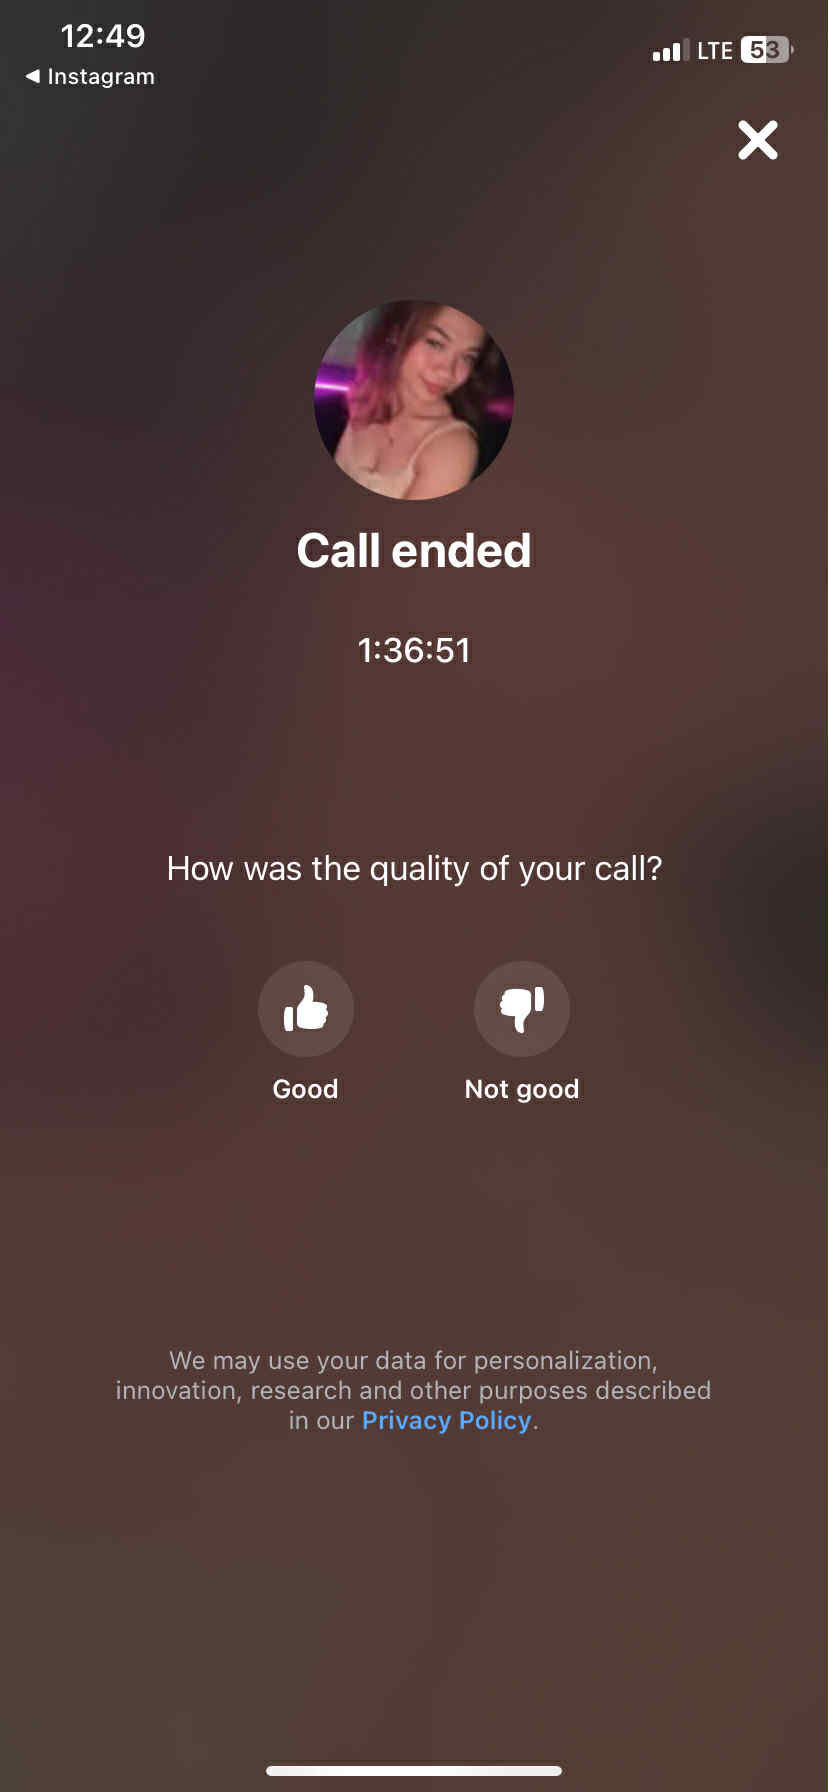 12:49
LTE 53
◀ Instagram
Call ended
1:36:51
How was the quality of your call?
Good
Not good
We may use your data for personalization,
innovation, research and other purposes described
in our Privacy Policy.